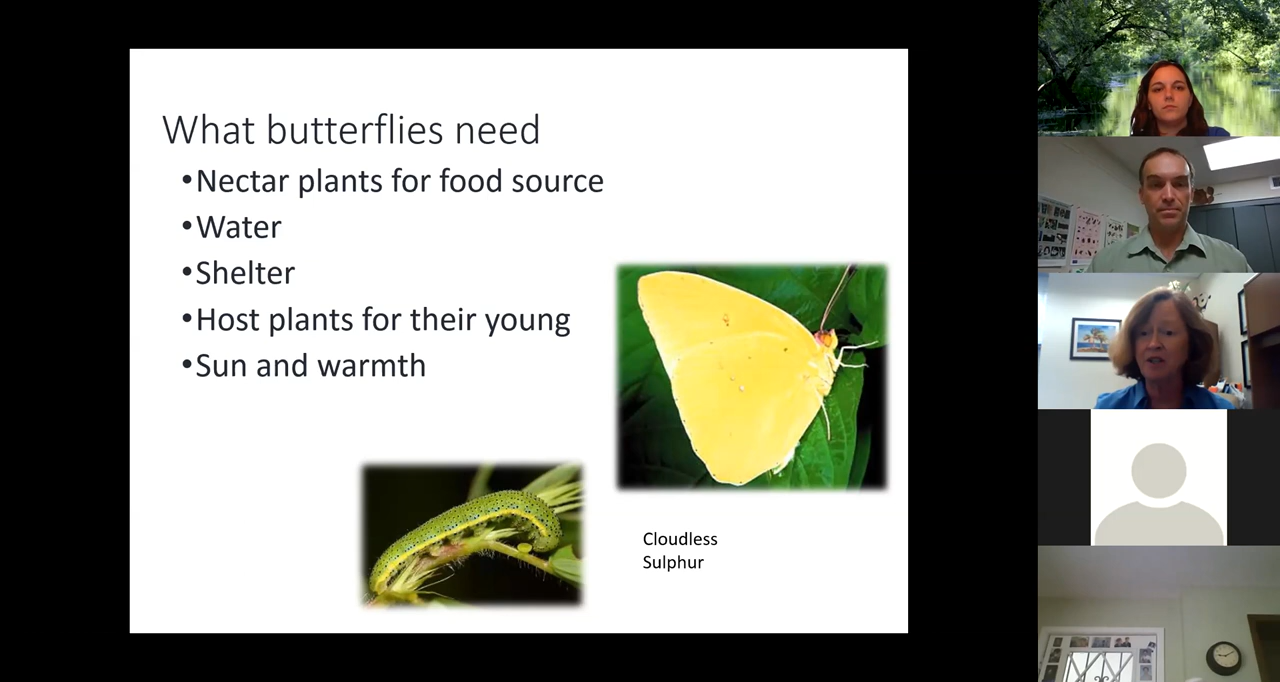 What butterflies need
•Nectar plants for food source
•Water
•Shelter
•Host plants for their young
•Sun and warmth
Cloudless
Sulphur